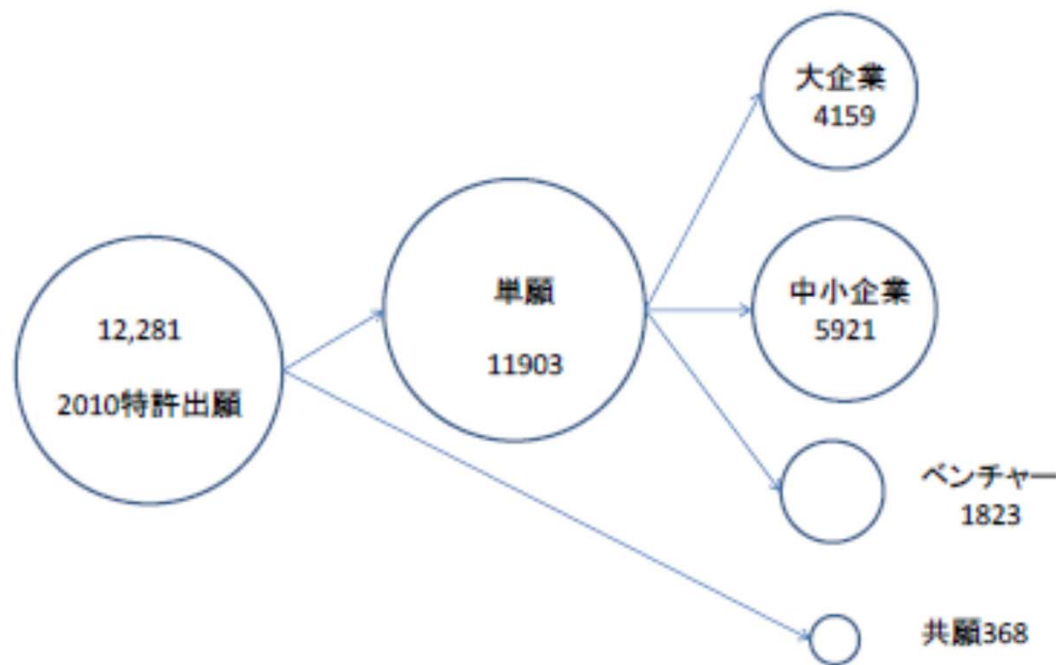 12,281
2010特許出願
単願
11903
大企業
4159
中小企業
5921
ベンチャー
1823
共願368